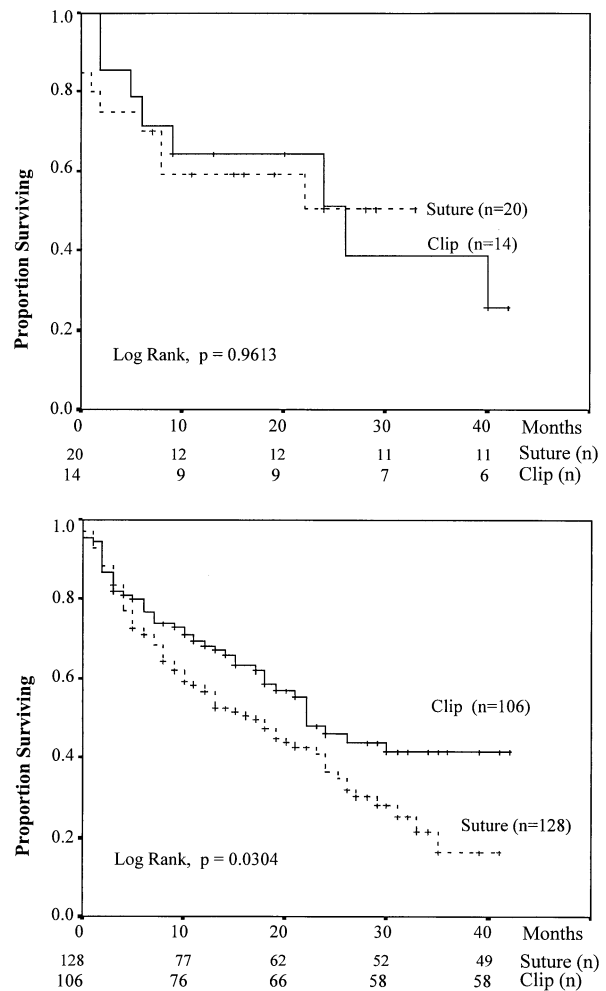 1.0
0.8
0.6
0.4
0.2
0.0
Proportion Surviving
Suture (n=20)
Clip (n=14)
Log Rank, p = 0.9613
0 10 20 30 40 Months
20 12 12 11 11 Suture (n)
14 9 9 7 6 Clip (n)
1.0
0.8
0.6
0.4
0.2
0.0
Proportion Surviving
Clip (n=106)
Suture (n=128)
Log Rank, p = 0.0304
0 10 20 30 40 Months
128 77 62 52 49 Suture (n)
106 76 66 58 58 Clip (n)